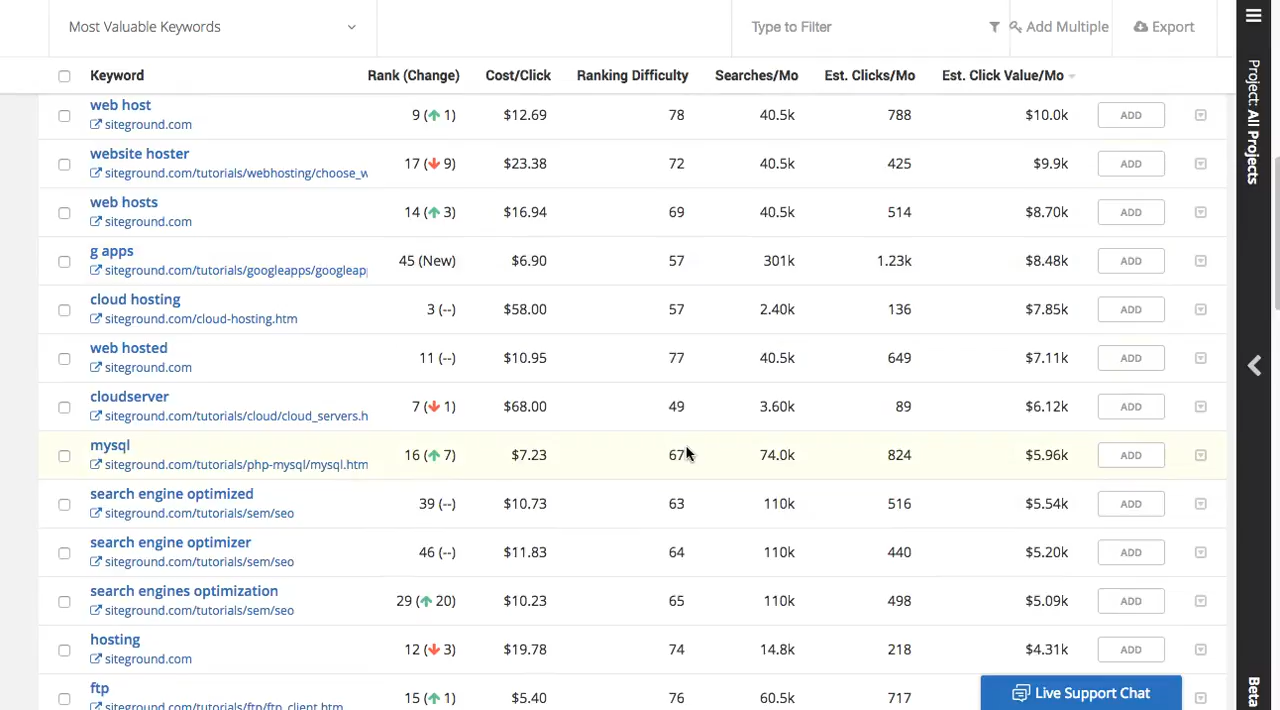 Most Valuable Keywords
Type to Filter
Add Multiple
Export
Keyword Rank (Change) Cost/Click Ranking Difficulty Searches/Mo Est. Clicks/Mo Est. Click Value/Mo
web host 9 (↑ 1) $12.69 78 40.5k 788 $10.0k ADD
siteground.com
website hoster 17 (↓ 9) $23.38 72 40.5k 425 $9.9k ADD
siteground.com/tutorials/webhosting/choose_w
web hosts 14 (↑ 3) $16.94 69 40.5k 514 $8.70k ADD
siteground.com
g apps 45 (New) $6.90 57 301k 1.23k $8.48k ADD
siteground.com/tutorials/googleapps/googleap
cloud hosting 3 (--) $58.00 57 2.40k 136 $7.85k ADD
siteground.com/cloud-hosting.htm
web hosted 11 (--) $10.95 77 40.5k 649 $7.11k ADD
siteground.com
cloudserver 7 (↓ 1) $68.00 49 3.60k 89 $6.12k ADD
siteground.com/tutorials/cloud/cloud_servers.h
mysql 16 (↑ 7) $7.23 67 74.0k 824 $5.96k ADD
siteground.com/tutorials/php-mysql/mysql.htm
search engine optimized 39 (--) $10.73 63 110k 516 $5.54k ADD
siteground.com/tutorials/sem/seo
search engine optimizer 46 (--) $11.83 64 110k 440 $5.20k ADD
siteground.com/tutorials/sem/seo
search engines optimization 29 (↑ 20) $10.23 65 110k 498 $5.09k ADD
siteground.com/tutorials/sem/seo
hosting 12 (↓ 3) $19.78 74 14.8k 218 $4.31k ADD
siteground.com
ftp 15 (↑ 1) $5.40 76 60.5k 717
siteground.com/tutorials/ftp/ftp_client.htm
Live Support Chat
Project: All Projects
Beta